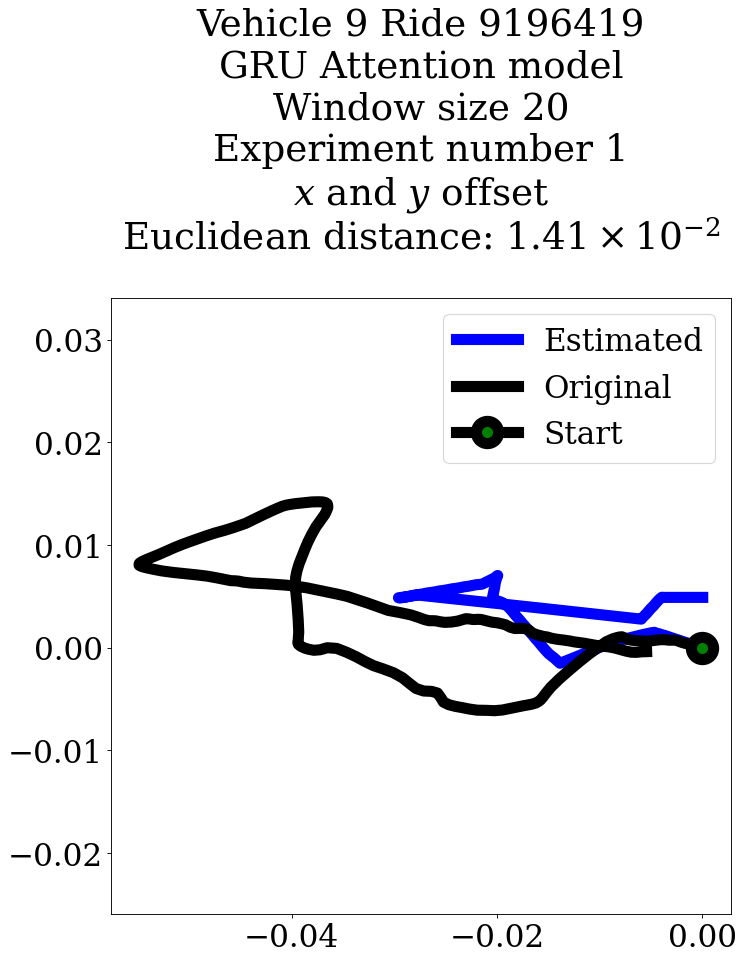 Vehicle 9 Ride 9196419
GRU Attention model
Window size 20
Experiment number 1
x and y offset
Euclidean distance: 1.41 × 10⁻²
Estimated
Original
Start
0.03
0.02
0.01
0.00
−0.01
−0.02
−0.04
−0.02
0.00